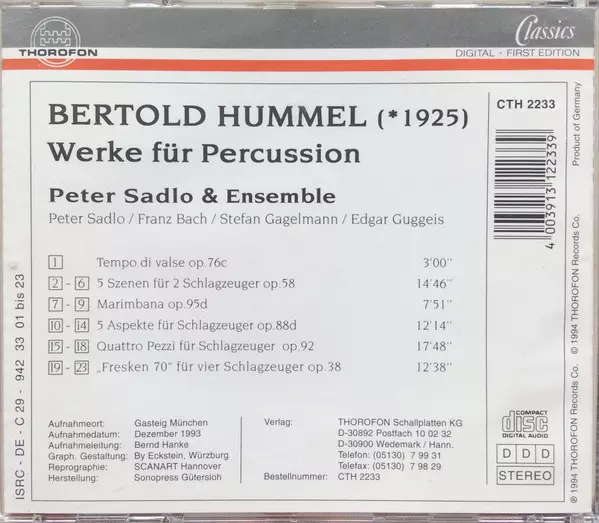 THOROFON
Classics
DIGITAL · FIRST EDITION
BERTOLD HUMMEL (*1925)
Werke für Percussion
Peter Sadlo & Ensemble
Peter Sadlo / Franz Bach / Stefan Gagelmann / Edgar Guggeis
1 Tempo di valse op.76c 3'00"
2 - 6 5 Szenen für 2 Schlagzeuger op.58 14'46"
7 - 9 Marimbana op.95d 7'51"
10 - 14 5 Aspekte für Schlagzeuger op.88d 12'14"
15 - 18 Quattro Pezzi für Schlagzeuger op.92 17'48"
19 - 23 „Fresken 70" für vier Schlagzeuger op.38 12'38"
Aufnahmeort: Gasteig München
Aufnahmedatum: Dezember 1993
Aufnahmeleitung: Bernd Hanke
Graph. Gestaltung: By Eckstein, Würzburg
Reprographie: SCANART Hannover
Herstellung: Sonopress Gütersloh
Verlag: THOROFON Schallplatten KG
D-30892 Postfach 10 02 32
D-30900 Wedemark / Hann.
Telefon: (05130) 7 99 31
Telefax: (05130) 7 98 29
Bestellnummer: CTH 2233
CTH 2233
4 003913 122339
COMPACT
disc
DIGITAL AUDIO
D D D
STEREO
Product of Germany
℗ 1994 THOROFON Records Co.
© 1994 THOROFON Records Co.
ISRC - DE - C 29 - 942 33 01 bis 23